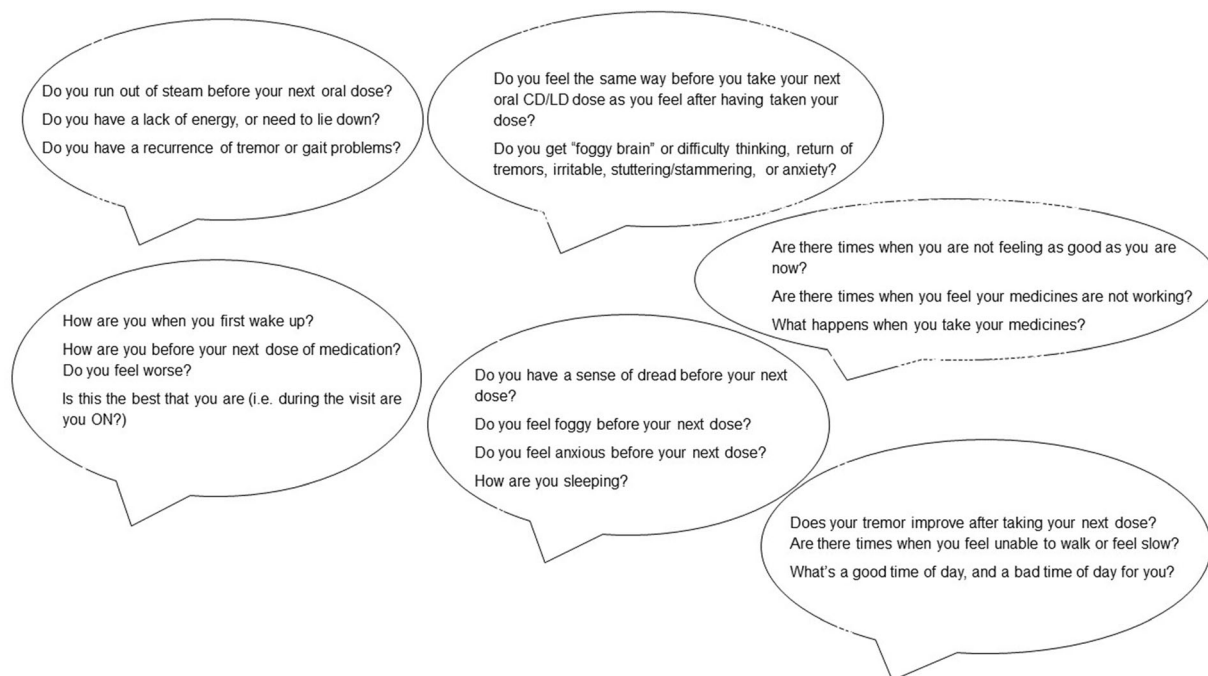 Do you run out of steam before your next oral dose?
Do you have a lack of energy, or need to lie down?
Do you have a recurrence of tremor or gait problems?
Do you feel the same way before you take your next
oral CD/LD dose as you feel after having taken your
dose?
Do you get “foggy brain” or difficulty thinking, return of
tremors, irritable, stuttering/stammering, or anxiety?
Are there times when you are not feeling as good as you are
now?
Are there times when you feel your medicines are not working?
What happens when you take your medicines?
How are you when you first wake up?
How are you before your next dose of medication?
Do you feel worse?
Is this the best that you are (i.e. during the visit are
you ON?)
Do you have a sense of dread before your next
dose?
Do you feel foggy before your next dose?
Do you feel anxious before your next dose?
How are you sleeping?
Does your tremor improve after taking your next dose?
Are there times when you feel unable to walk or feel slow?
What’s a good time of day, and a bad time of day for you?